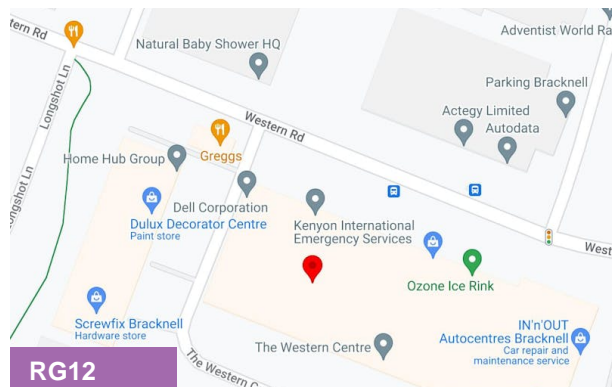 tern Rd
Adventist World Ra
Natural Baby Shower HQ
Longshot Ln
Parking Bracknell
Actegy Limited
Autodata
Western Rd
Home Hub Group
Greggs
ngshot Ln
Dell Corporation
Dulux Decorator Centre
Paint store
Kenyon International
Emergency Services
West
Ozone Ice Rink
Screwfix Bracknell
Hardware store
IN'n'OUT
Autocentres Bracknell
Car repair and
maintenance service
The Western Centre
The Western C
RG12